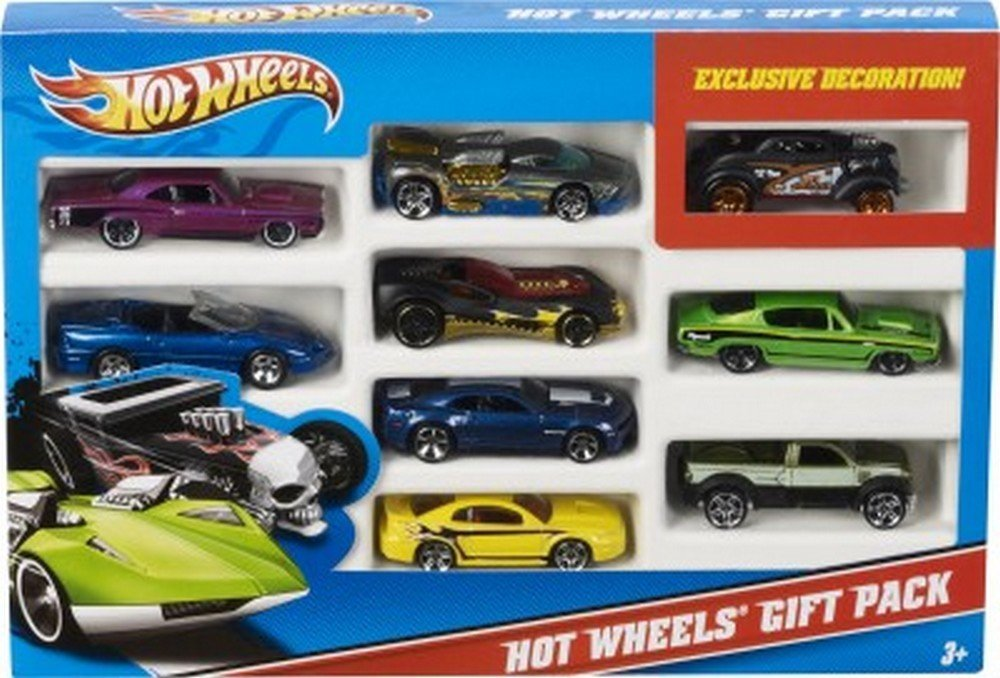 HOT WHEELS® GIFT PACK
HOT WHEELS
EXCLUSIVE DECORATION!
HOT WHEELS® GIFT PACK
3+